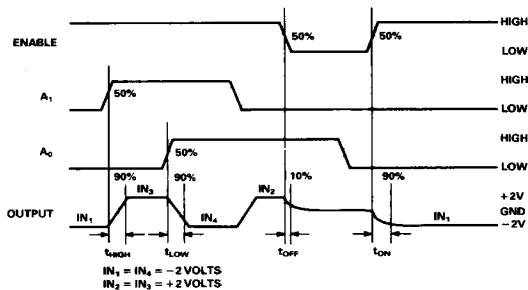 ENABLE
50%
50%
HIGH
LOW
A₁
50%
HIGH
LOW
A₀
50%
HIGH
LOW
OUTPUT
IN₁
90%
IN₃
90%
IN₄
IN₂
10%
90%
IN₁
+2V
GND
−2V
tHIGH
tLOW
tOFF
tON
IN₁ = IN₄ = −2 VOLTS
IN₂ = IN₃ = +2 VOLTS